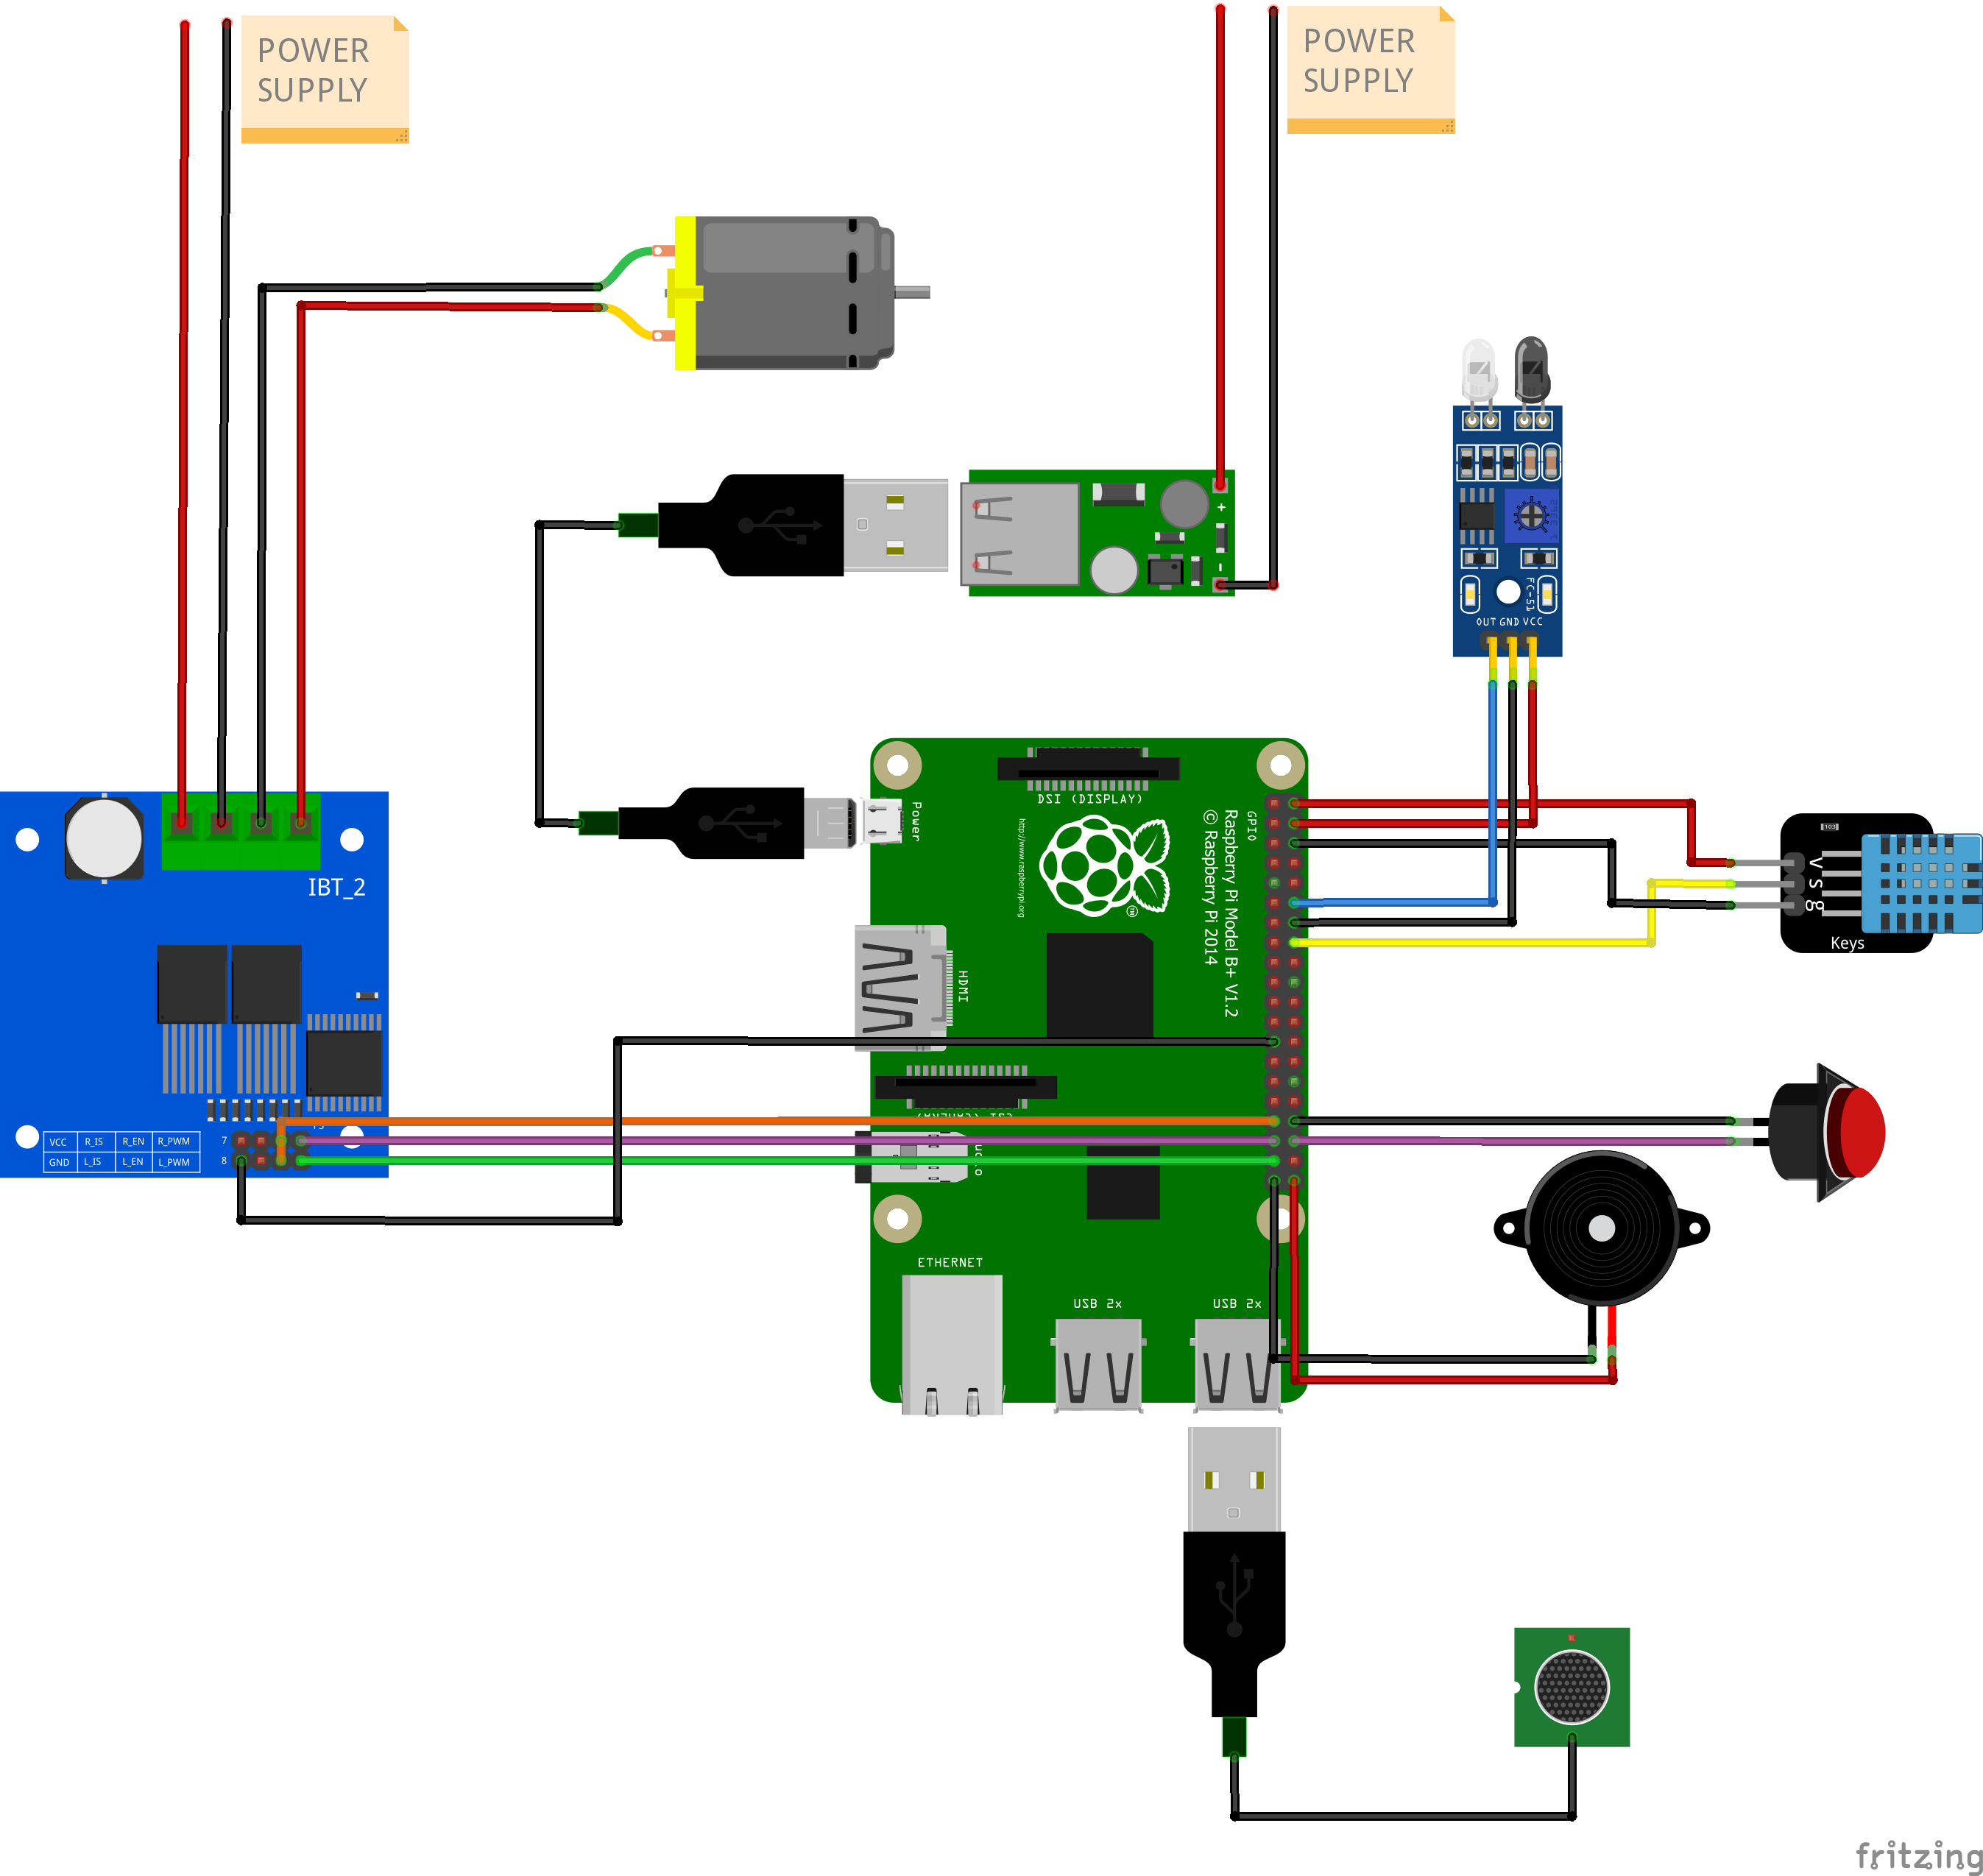 POWER
SUPPLY
POWER
SUPPLY
OUT GND VCC
FC-51
DSI (DISPLAY)
Power
GPIO
Raspberry Pi Model B+ V1.2
© Raspberry Pi 2014
http://www.raspberrypi.org
TM
IBT_2
103
V
S
g
Keys
HDMI
VCC R_IS R_EN R_PWM
GND L_IS L_EN L_PWM
7
8
ETHERNET
USB 2x
USB 2x
fritzing